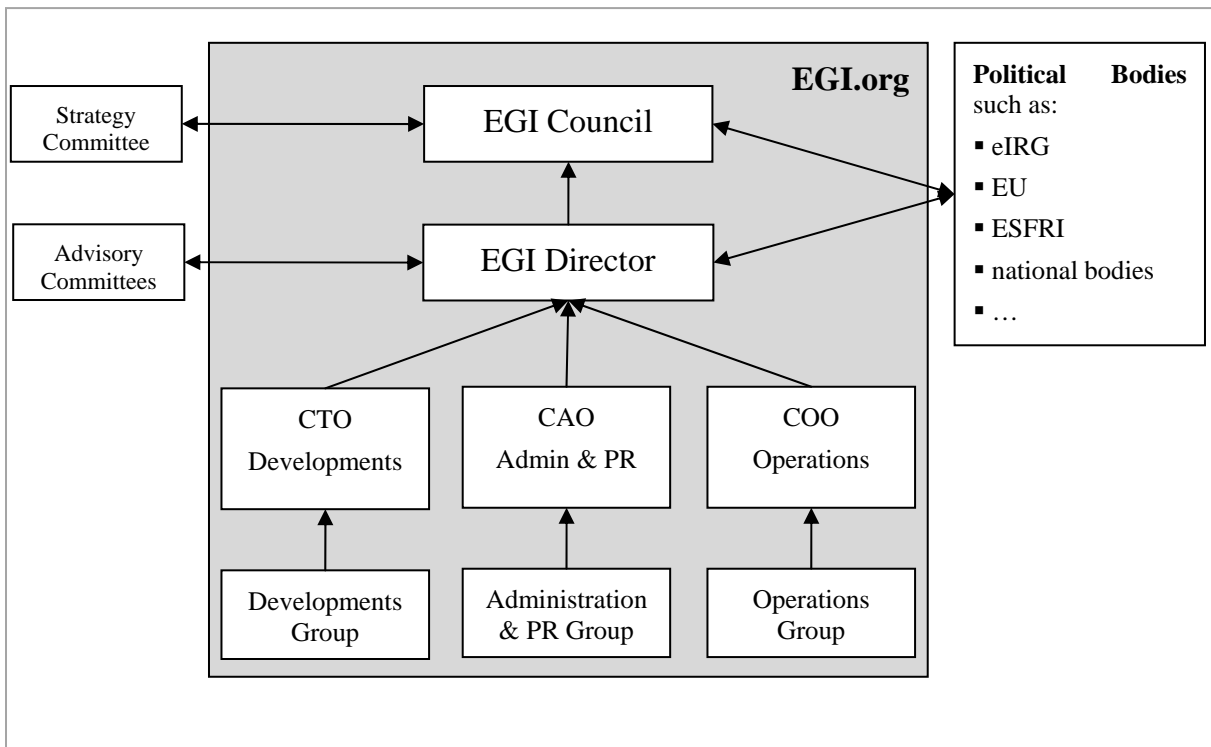 EGI.org
Strategy
Committee
EGI Council
Political Bodies
such as:
▪ eIRG
▪ EU
▪ ESFRI
▪ national bodies
▪ …
Advisory
Committees
EGI Director
CTO
Developments
CAO
Admin & PR
COO
Operations
Developments
Group
Administration
& PR Group
Operations
Group